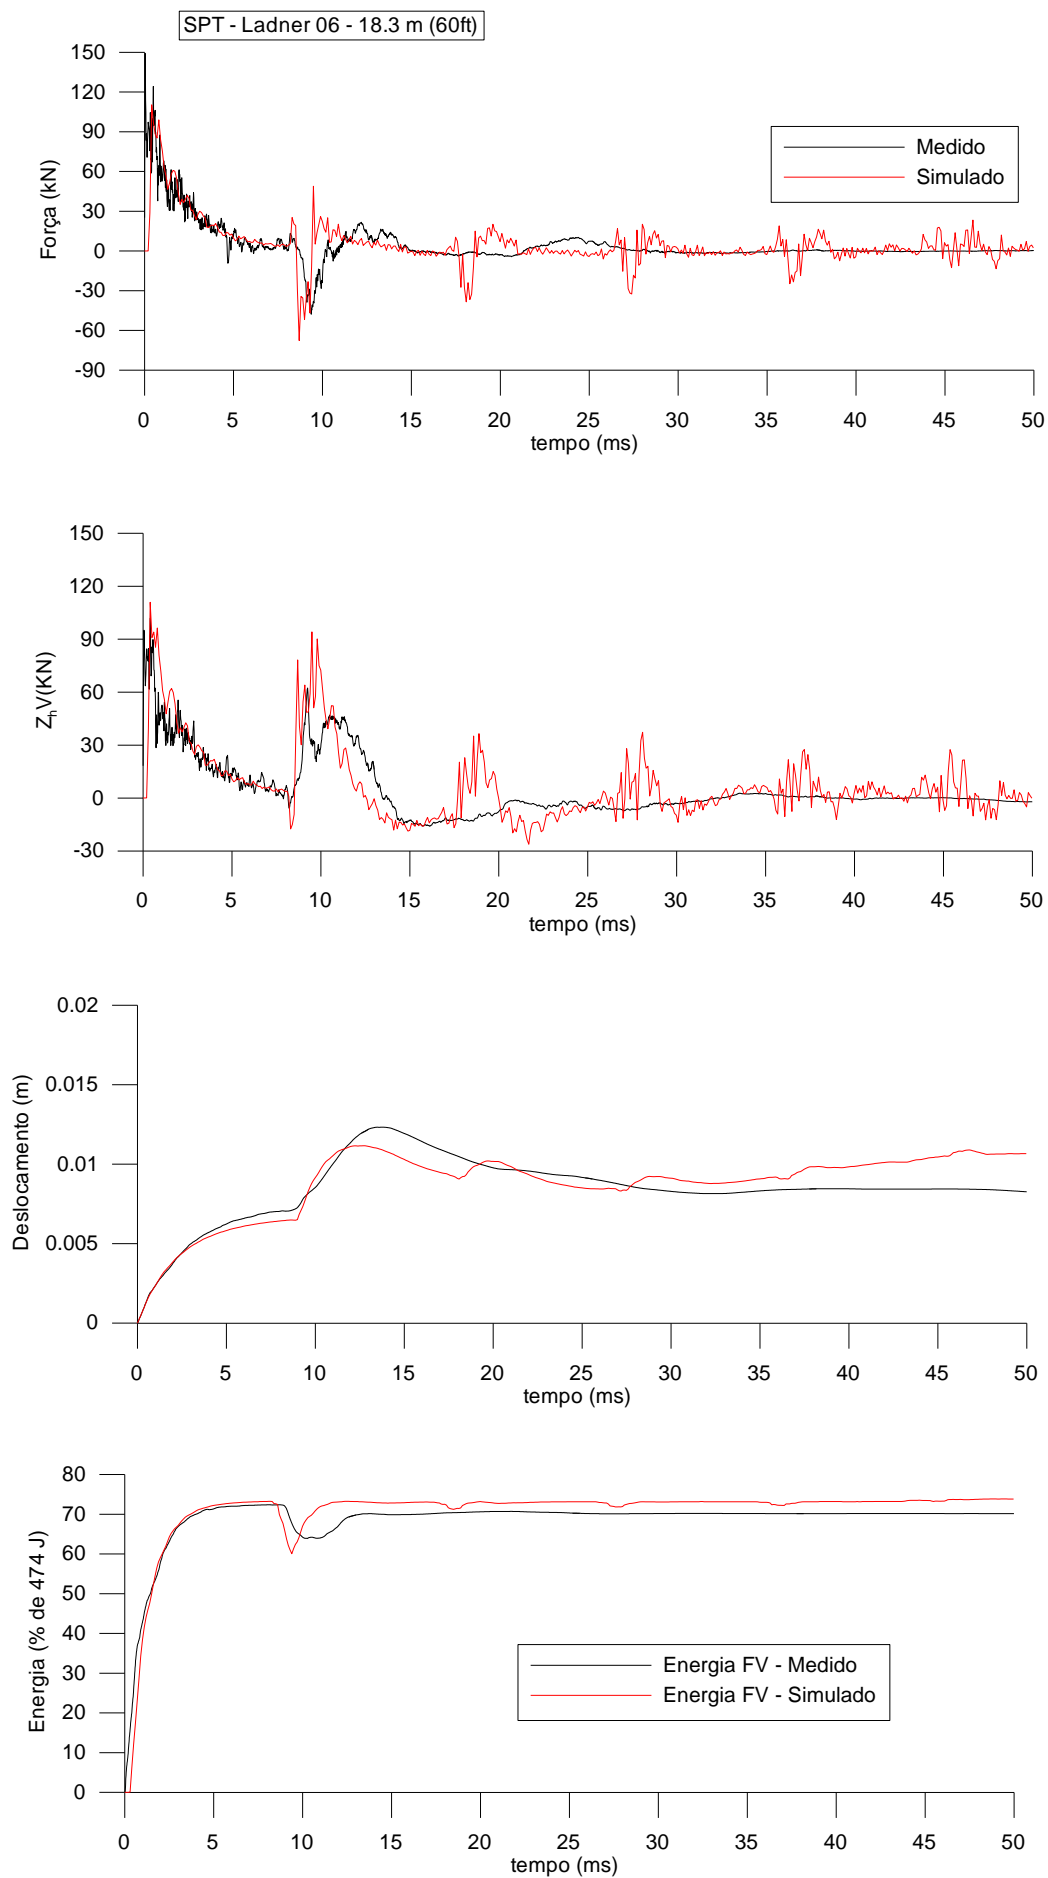 SPT - Ladner 06 - 18.3 m (60ft)
150
120
90
60
30
0
-30
-60
-90
Força (kN)
Medido
Simulado
0 5 10 15 20 25 30 35 40 45 50
tempo (ms)
150
120
90
60
30
0
-30
ZhV(KN)
0 5 10 15 20 25 30 35 40 45 50
tempo (ms)
0.02
0.015
0.01
0.005
0
Deslocamento (m)
0 5 10 15 20 25 30 35 40 45 50
tempo (ms)
80
70
60
50
40
30
20
10
0
Energia (% de 474 J)
Energia FV - Medido
Energia FV - Simulado
0 5 10 15 20 25 30 35 40 45 50
tempo (ms)